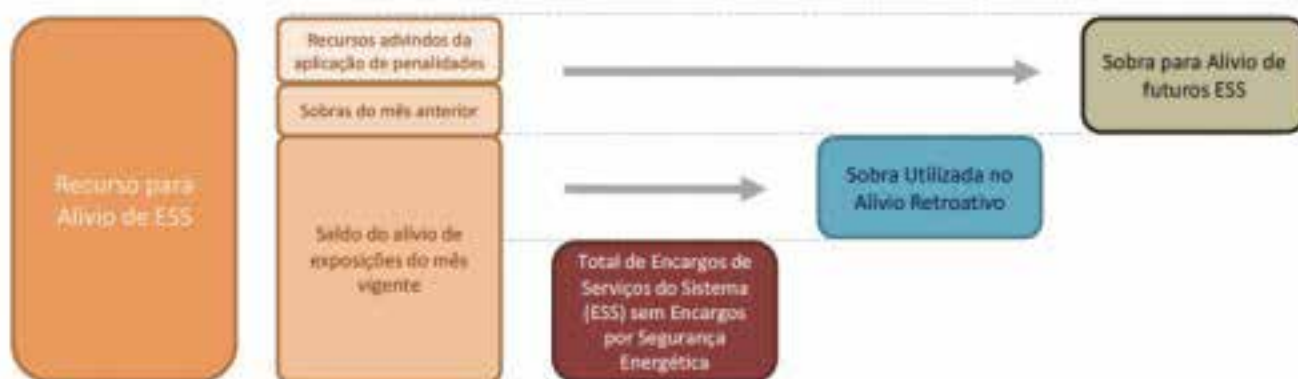 Recurso para
Alívio de ESS
Recursos advindos da
aplicação de penalidades
Sobras do mês anterior
Saldo do alívio de
exposições do mês
vigente
Total de Encargos de
Serviços do Sistema
(ESS) sem Encargos
por Segurança
Energética
Sobra Utilizada no
Alívio Retroativo
Sobra para Alívio de
futuros ESS